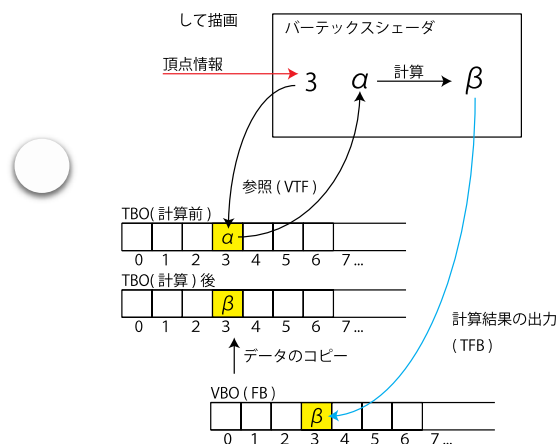 して描画
バーテックスシェーダ
頂点情報
3 α 計算 β
参照 ( VTF )
TBO( 計算前 )
α
0 1 2 3 4 5 6 7 ...
TBO( 計算 ) 後
β
0 1 2 3 4 5 6 7 ...
計算結果の出力
( TFB )
データのコピー
VBO ( FB )
β
0 1 2 3 4 5 6 7 ...